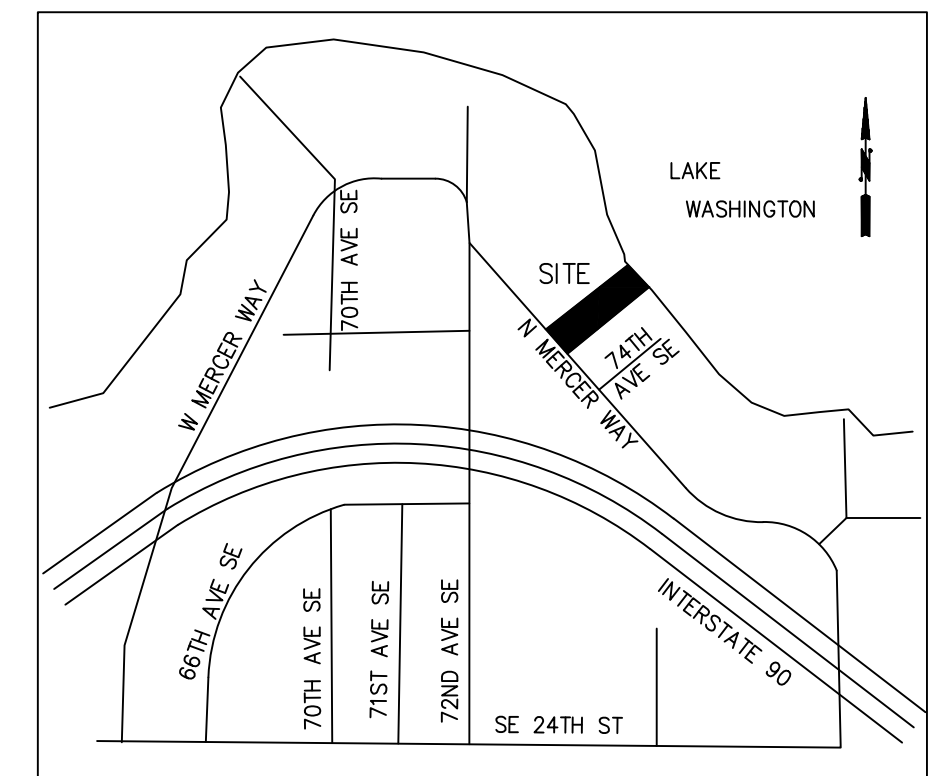 LAKE
WASHINGTON
N
SITE
70TH AVE SE
W MERCER WAY
N MERCER WAY
74TH
AVE SE
66TH AVE SE
70TH AVE SE
71ST AVE SE
72ND AVE SE
INTERSTATE 90
SE 24TH ST